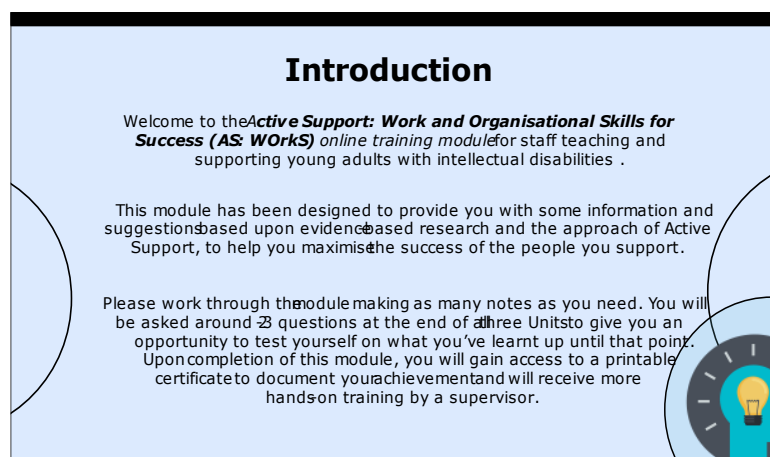 Introduction
Welcome to the Active Support: Work and Organisational Skills for
Success (AS: WOrkS) online training module for staff teaching and
supporting young adults with intellectual disabilities .
This module has been designed to provide you with some information and
suggestions based upon evidence-based research and the approach of Active
Support, to help you maximise the success of the people you support.
Please work through the module making as many notes as you need. You will
be asked around 2-3 questions at the end of all three Units to give you an
opportunity to test yourself on what you've learnt up until that point.
Upon completion of this module, you will gain access to a printable
certificate to document your achievement and will receive more
hands-on training by a supervisor.